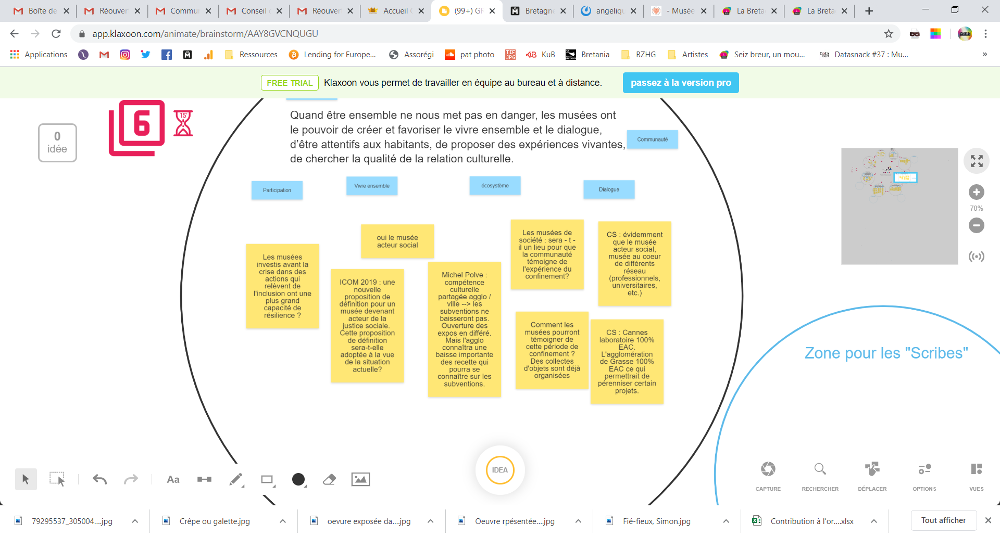 Boîte de
Réouver
Commu
Conseil
Réouver
Accueil
(99+) GF
Bretagne
angeliqu
- Musée
La Breta
La Breta
app.klaxoon.com/animate/brainstorm/AAY8GVCNQUGU
Applications
Ressources
Lending for Europe...
Assorégi
pat photo
KuB
Bretania
BZHG
Artistes
Seiz breur, un mou...
Datasnack #37 : Mu...
»
FREE TRIAL
Klaxoon vous permet de travailler en équipe au bureau et à distance.
passez à la version pro
0
idée
6
15'
Quand être ensemble ne nous met pas en danger, les musées ont
le pouvoir de créer et favoriser le vivre ensemble et le dialogue,
d'être attentifs aux habitants, de proposer des expériences vivantes,
de chercher la qualité de la relation culturelle.
Communauté
Participation
Vivre ensemble
écosystème
Dialogue
Les musées
investis avant la
crise dans des
actions qui
relèvent de
l'inclusion ont une
plus grand
capacité de
résilience ?
oui le musée
acteur social
ICOM 2019 : une
nouvelle
proposition de
définition pour un
musée devenant
acteur de la
justice sociale.
Cette proposition
de définition
sera-t-elle
adoptée à la vue
de la situation
actuelle?
Michel Polve :
compétence
culturelle
partagée agglo /
ville --> les
subventions ne
baisseront pas.
Ouverture des
expos en différé.
Mais l'agglo
connaîtra une
baisse importante
des recette qui
pourra se
connaître sur les
subventions.
Les musées de
société : sera - t -
il un lieu pour que
la communauté
témoigne de
l'expérience du
confinement?
Comment les
musées pourront
témoigner de
cette période de
confinement ?
Des collectes
d'objets sont déjà
organisées
CS : évidemment
que le musée
acteur social,
musée au coeur
de différents
réseau
(professionnels,
universitaires,
etc.)
CS : Cannes
laboratoire 100%
EAC.
L'agglomération
de Grasse 100%
EAC ce qui
permettrait de
pérenniser certain
projets.
70%
Zone pour les "Scribes"
Aa
IDEA
CAPTURE
RECHERCHER
DÉPLACER
OPTIONS
VUES
79295537_305004....jpg
Crêpe ou galette.jpg
oevure exposée da....jpg
Oeuvre rpésentée....jpg
Fié-fieux, Simon.jpg
Contribution à l'or....xlsx
Tout afficher